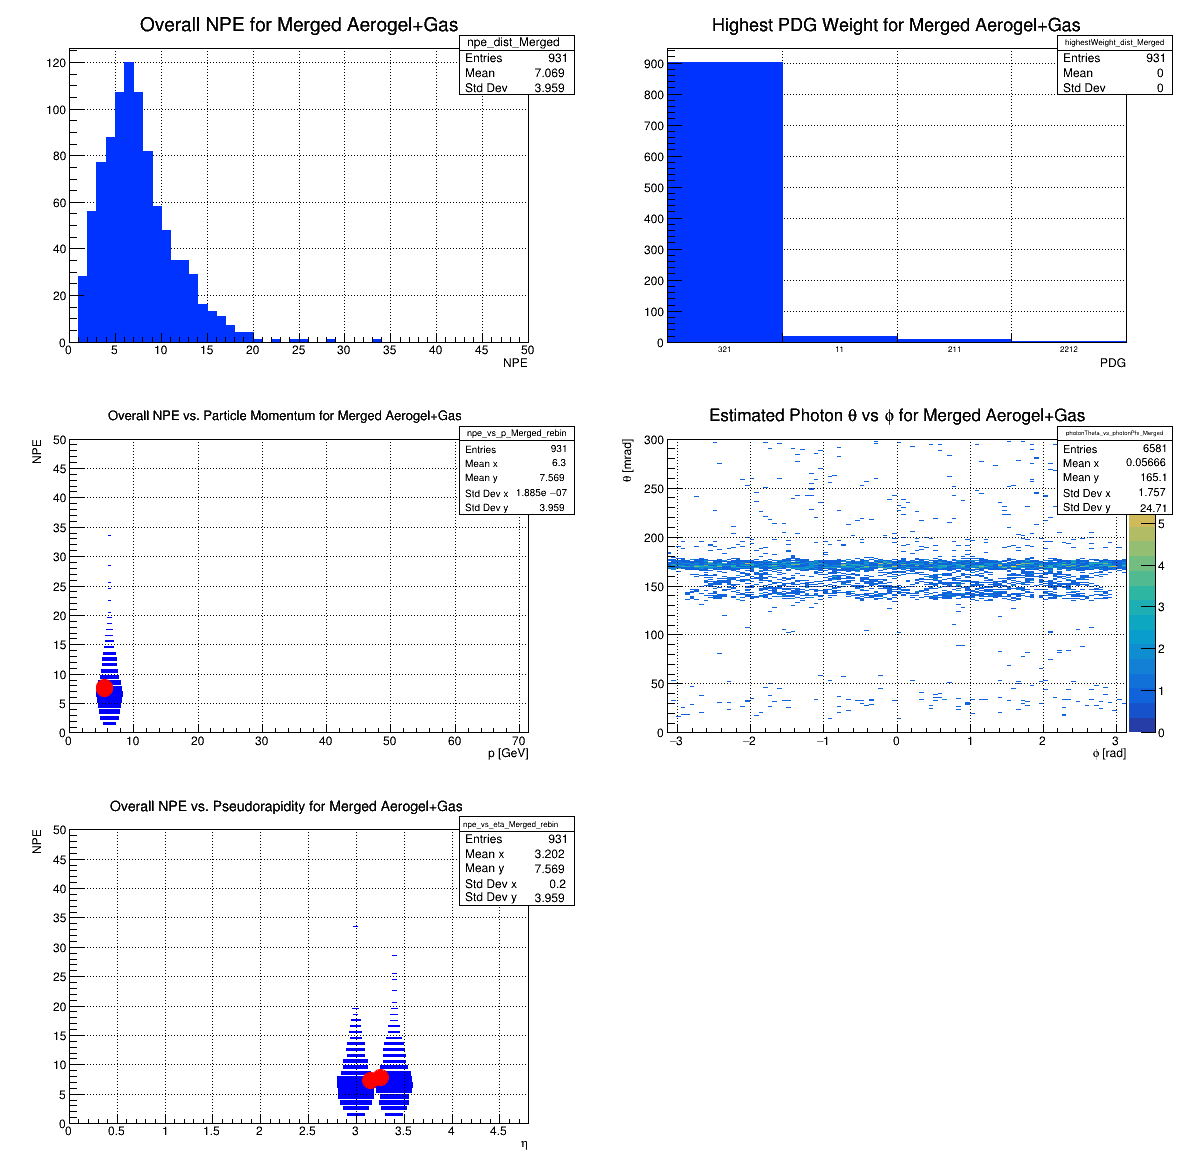 Overall NPE for Merged Aerogel+Gas
npe_dist_Merged
Entries 931
Mean 7.069
Std Dev 3.959
120
100
80
60
40
20
0
0 5 10 15 20 25 30 35 40 45 50
NPE
Highest PDG Weight for Merged Aerogel+Gas
highestWeight_dist_Merged
Entries 931
Mean 0
Std Dev 0
900
800
700
600
500
400
300
200
100
0
321 11 211 2212
PDG
Overall NPE vs. Particle Momentum for Merged Aerogel+Gas
npe_vs_p_Merged_rebin
Entries 931
Mean x 6.3
Mean y 7.569
Std Dev x 1.885e −07
Std Dev y 3.959
NPE
50
45
40
35
30
25
20
15
10
5
0
0 10 20 30 40 50 60 70
p [GeV]
Estimated Photon θ vs ϕ for Merged Aerogel+Gas
photonTheta_vs_photonPhi_Merged
Entries 6581
Mean x 0.05666
Mean y 165.1
Std Dev x 1.757
Std Dev y 24.71
θ [mrad]
300
250
200
150
100
50
0
−3 −2 −1 0 1 2 3
ϕ [rad]
5
4
3
2
1
0
Overall NPE vs. Pseudorapidity for Merged Aerogel+Gas
npe_vs_eta_Merged_rebin
Entries 931
Mean x 3.202
Mean y 7.569
Std Dev x 0.2
Std Dev y 3.959
NPE
50
45
40
35
30
25
20
15
10
5
0
0 0.5 1 1.5 2 2.5 3 3.5 4 4.5
η